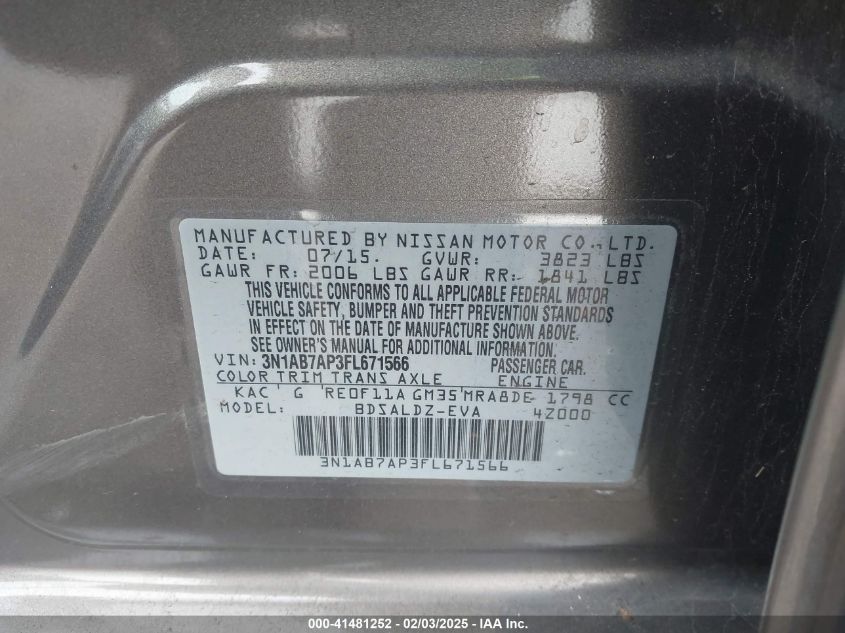 MANUFACTURED BY NISSAN MOTOR CO., LTD.
DATE: 07/15. GVWR: 3823 LBS
GAWR FR: 2006 LBS GAWR RR: 1841 LBS
THIS VEHICLE CONFORMS TO ALL APPLICABLE FEDERAL MOTOR
VEHICLE SAFETY, BUMPER AND THEFT PREVENTION STANDARDS
IN EFFECT ON THE DATE OF MANUFACTURE SHOWN ABOVE.
SEE OWNER'S MANUAL FOR ADDITIONAL INFORMATION.
VIN: 3N1AB7AP3FL671566 PASSENGER CAR.
COLOR TRIM TRANS AXLE ENGINE
KAC G RE0F11A GM35 MRA8DE 1798 CC
MODEL: BDSALDZ-EVA 4Z000
3N1AB7AP3FL671566
000-41481252 - 02/03/2025 - IAA Inc.